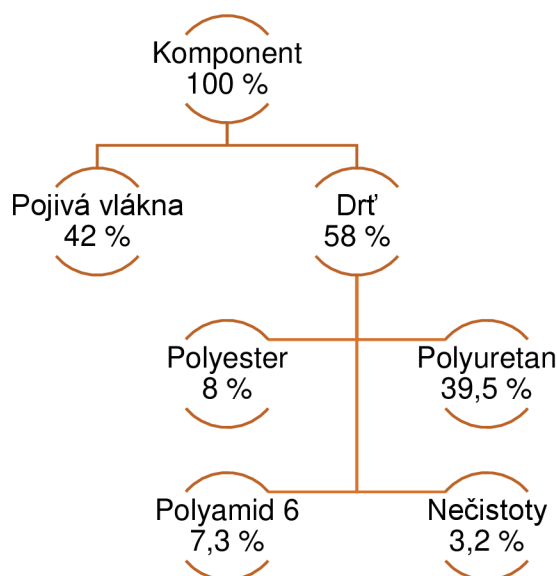 Komponent
100 %
Pojivá vlákna
42 %
Drť
58 %
Polyester
8 %
Polyuretan
39,5 %
Polyamid 6
7,3 %
Nečistoty
3,2 %